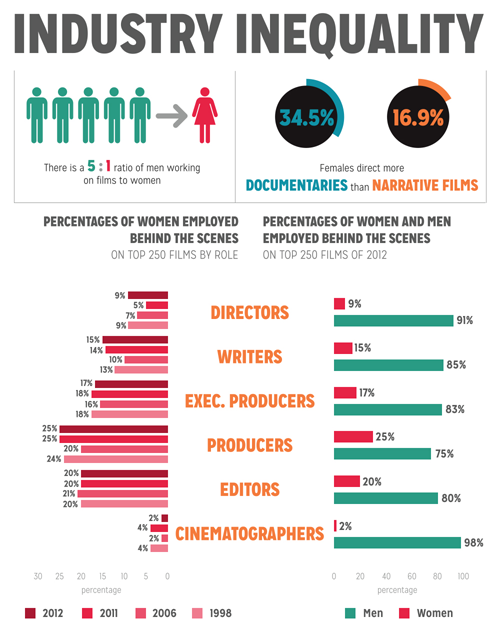 INDUSTRY INEQUALITY
There is a 5:1 ratio of men working
on films to women
34.5%
16.9%
Females direct more
DOCUMENTARIES than NARRATIVE FILMS
PERCENTAGES OF WOMEN EMPLOYED
BEHIND THE SCENES
ON TOP 250 FILMS BY ROLE
PERCENTAGES OF WOMEN AND MEN
EMPLOYED BEHIND THE SCENES
ON TOP 250 FILMS OF 2012
9%
5%
7%
9%
DIRECTORS
9%
91%
15%
14%
10%
13%
WRITERS
15%
85%
17%
18%
16%
18%
EXEC. PRODUCERS
17%
83%
25%
25%
20%
24%
PRODUCERS
25%
75%
20%
20%
21%
20%
EDITORS
20%
80%
2%
4%
2%
4%
CINEMATOGRAPHERS
2%
98%
30 25 20 15 10 5 0
percentage
0 20 40 60 80 100
percentage
2012 2011 2006 1998
Men Women